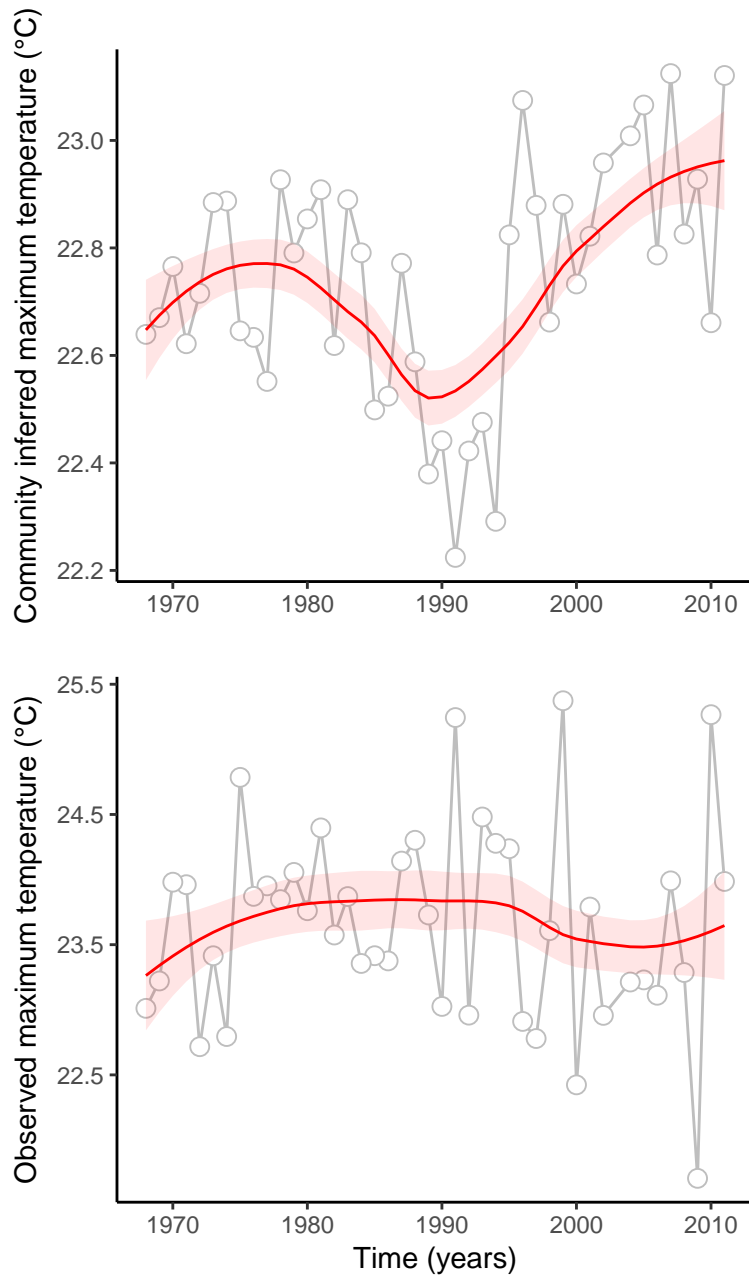 Community inferred maximum temperature (°C)
23.0
22.8
22.6
22.4
22.2
1970 1980 1990 2000 2010
Observed maximum temperature (°C)
25.5
24.5
23.5
22.5
1970 1980 1990 2000 2010
Time (years)